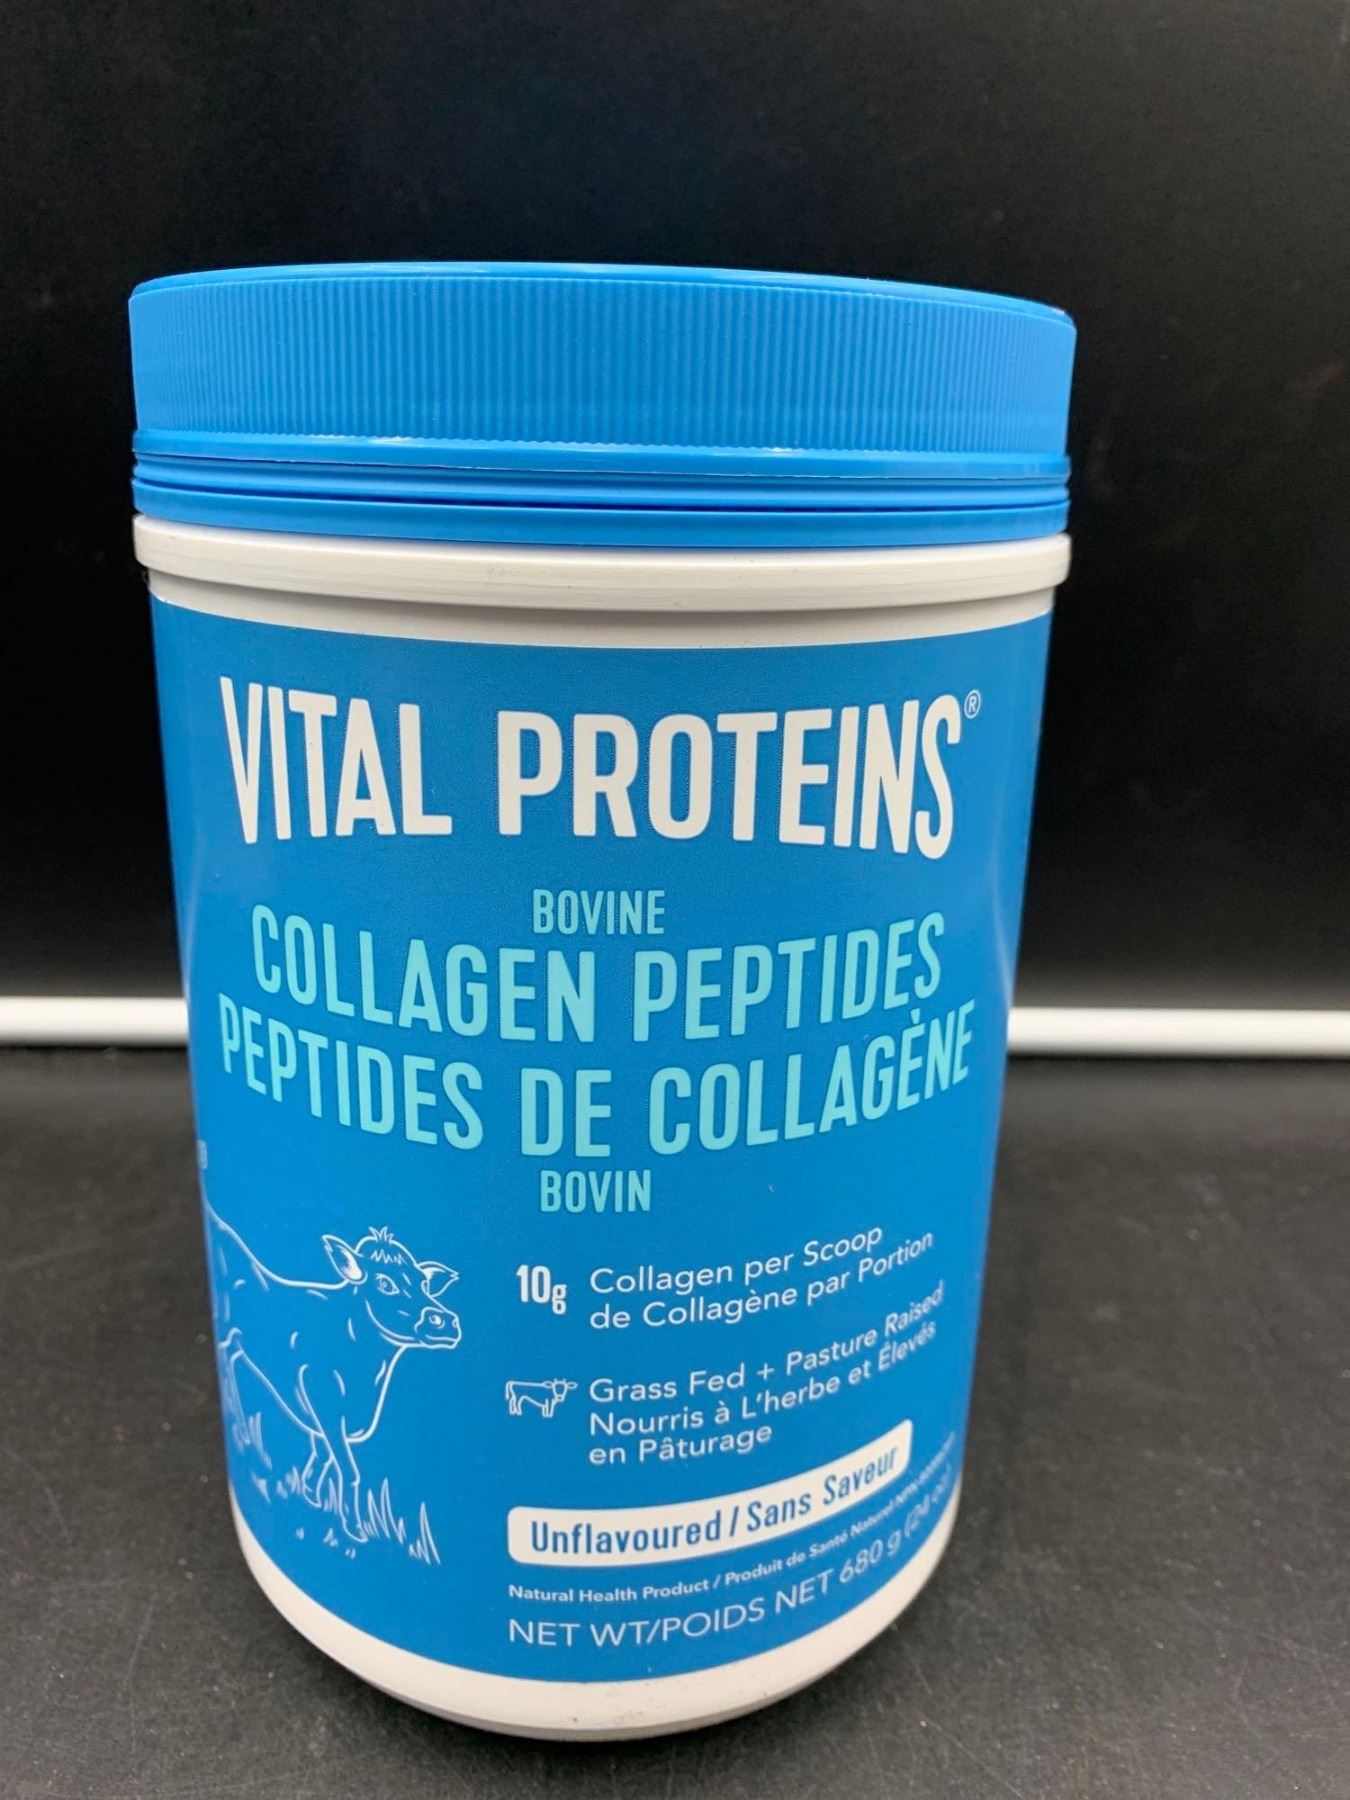 VITAL PROTEINS®
BOVINE
COLLAGEN PEPTIDES
PEPTIDES DE COLLAGÈNE
BOVIN
10g Collagen per Scoop
de Collagène par Portion
Grass Fed + Pasture Raised
Nourris à L'herbe et Élevés
en Pâturage
Unflavoured / Sans Saveur
Natural Health Product / Produit de Santé Naturel
NET WT/POIDS NET 680 g (24 oz)